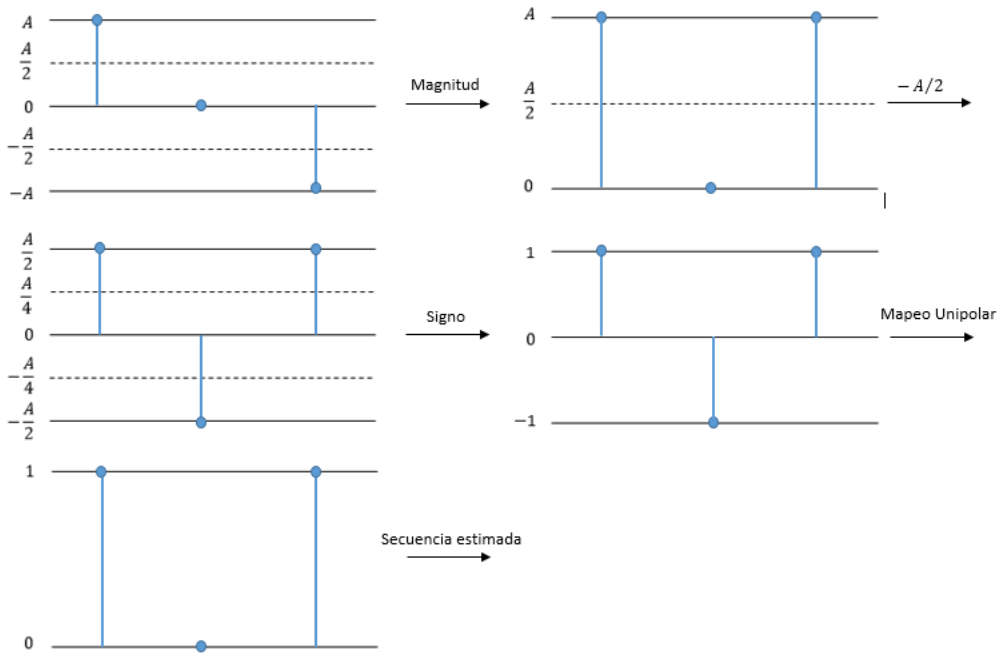 A
A/2
0
−A/2
−A
Magnitud
A
A/2
0
−A/2
A/2
A/4
0
−A/4
−A/2
Signo
1
0
−1
Mapeo Unipolar
1
0
Secuencia estimada